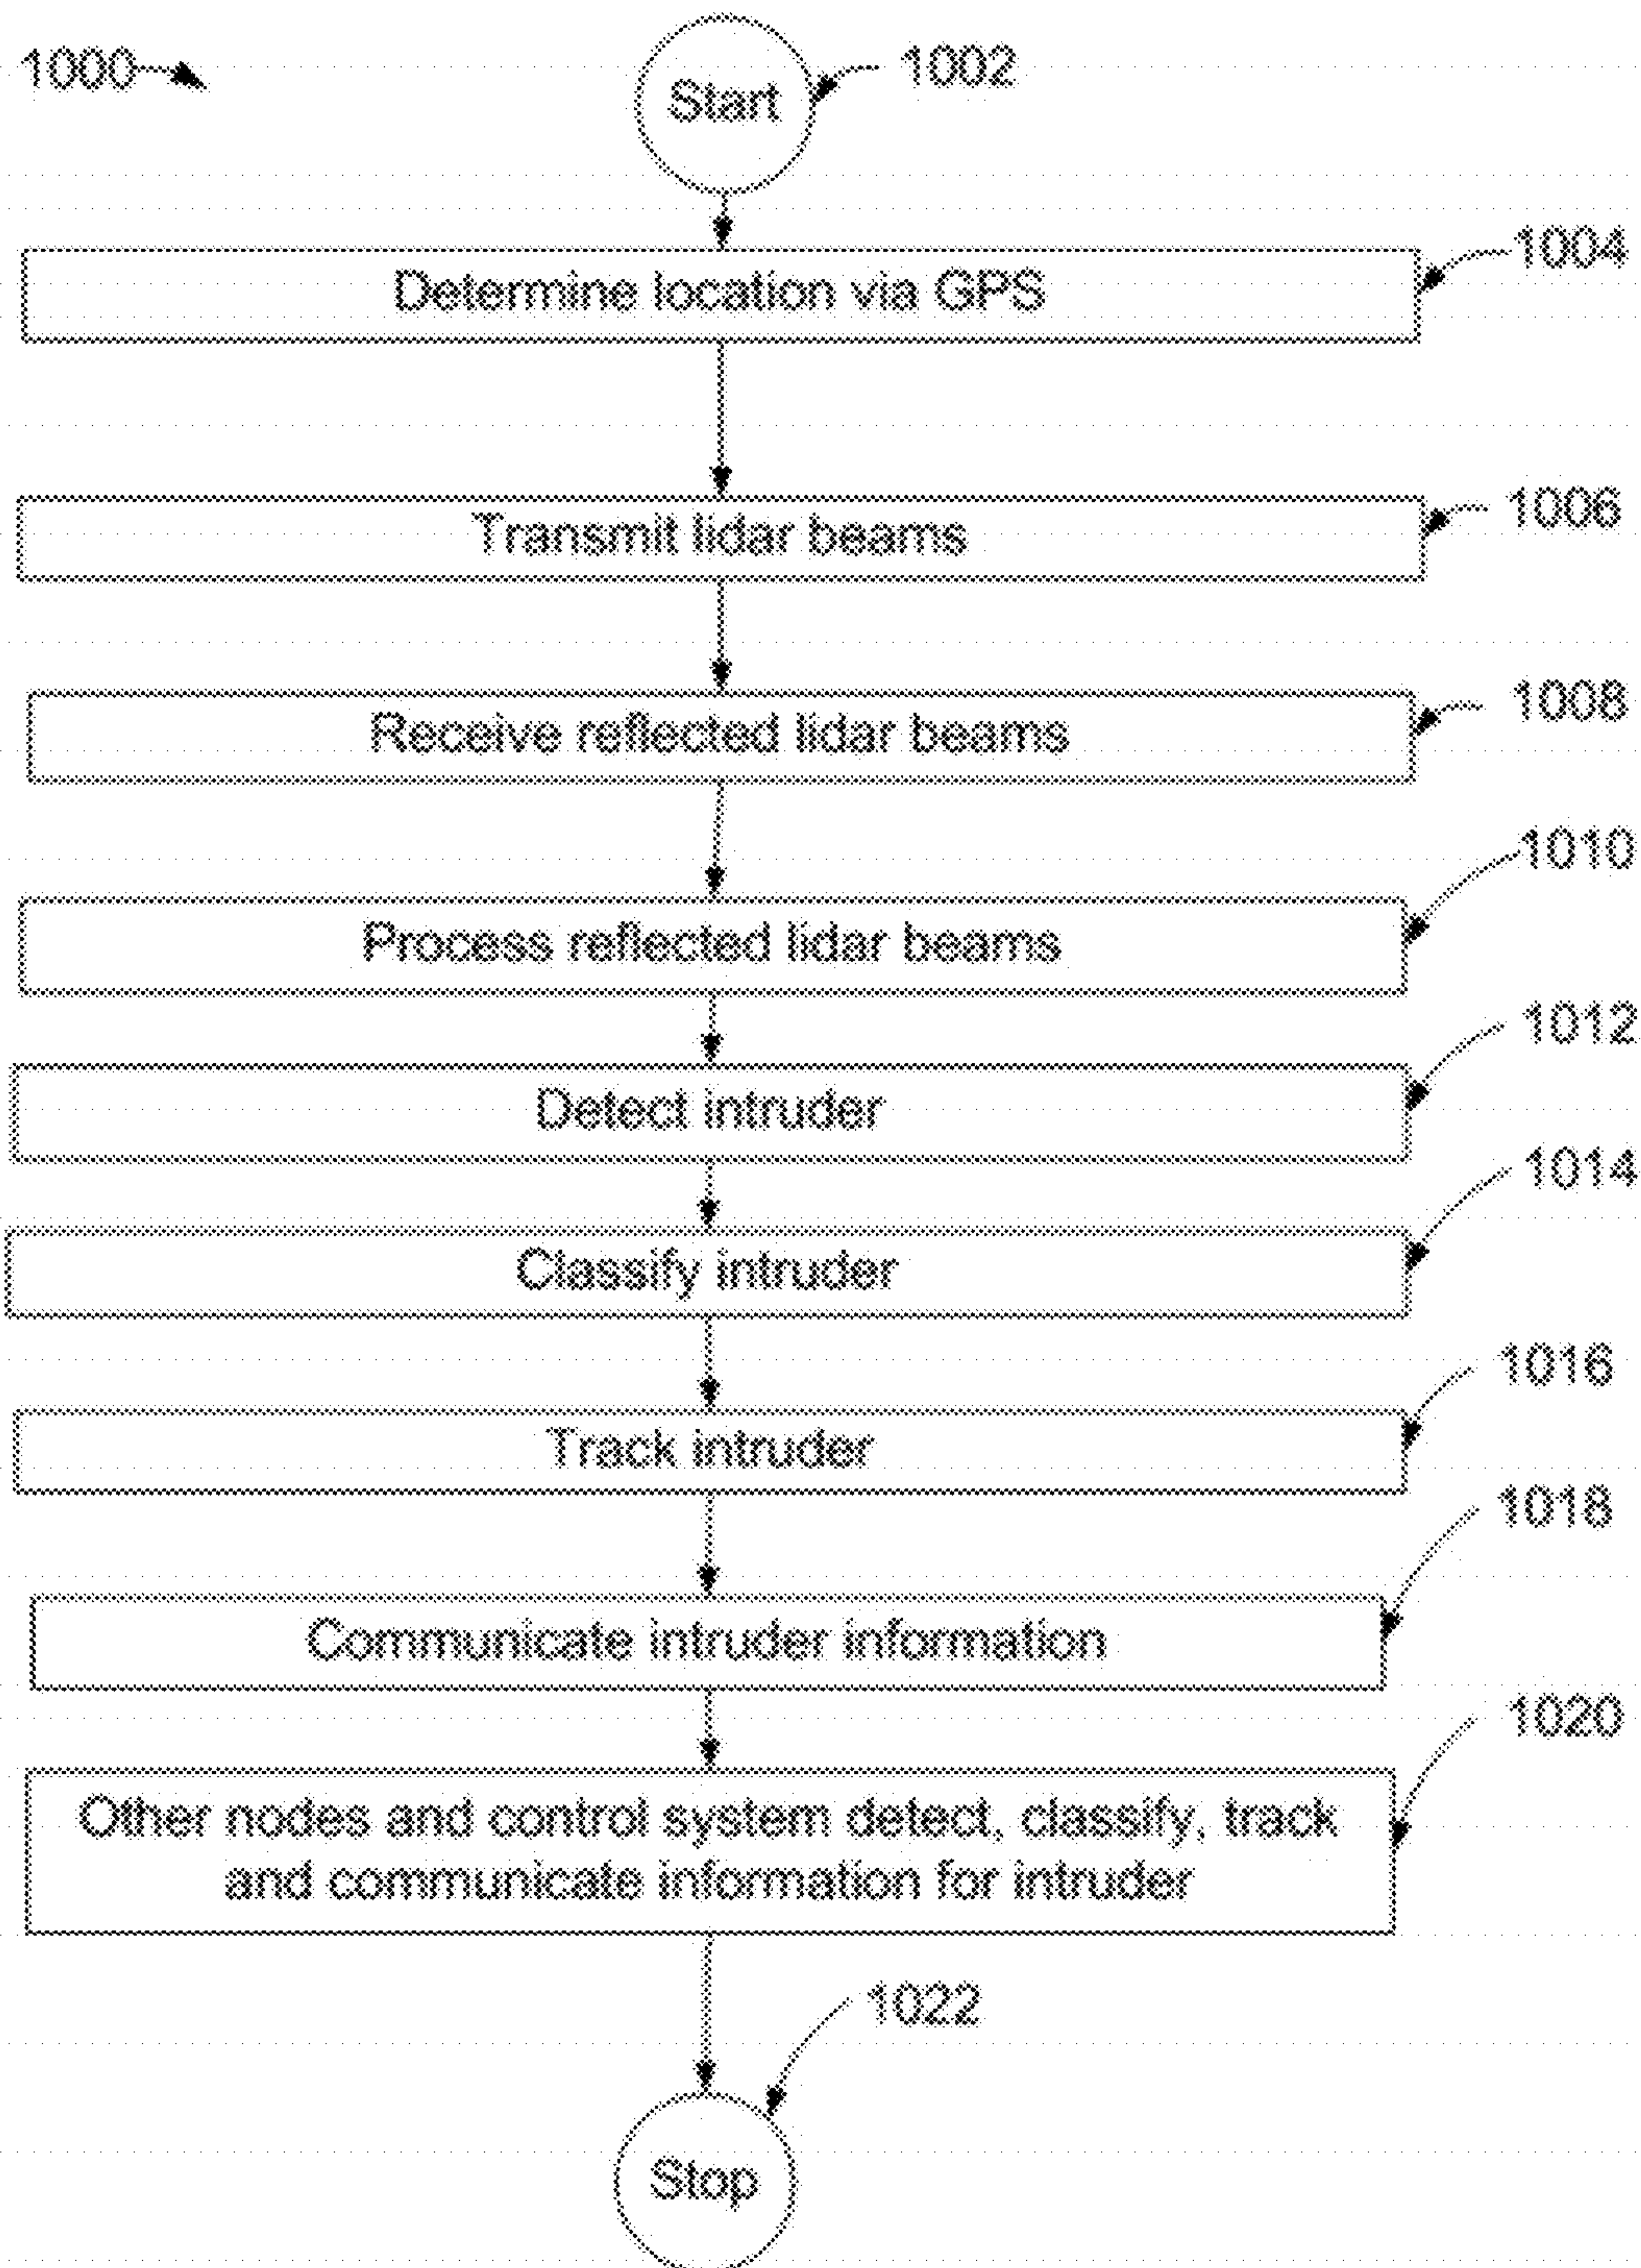 1000
Start
1002
Determine location via GPS
1004
Transmit lidar beams
1006
Receive reflected lidar beams
1008
Process reflected lidar beams
1010
Detect intruder
1012
Classify intruder
1014
Track intruder
1016
Communicate intruder information
1018
Other nodes and control system detect, classify, track
and communicate information for intruder
1020
Stop
1022